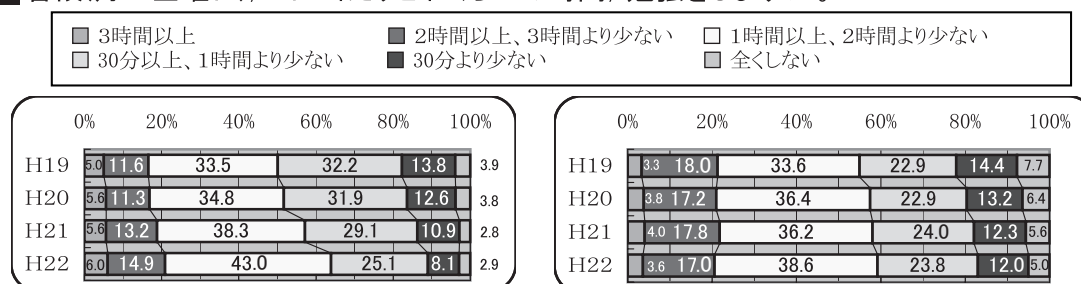 ■ 3時間以上 ■ 2時間以上、3時間より少ない □ 1時間以上、2時間より少ない
□ 30分以上、1時間より少ない ■ 30分より少ない □ 全くしない
0% 20% 40% 60% 80% 100%
H19 5.0 11.6 33.5 32.2 13.8 3.9
H20 5.6 11.3 34.8 31.9 12.6 3.8
H21 5.6 13.2 38.3 29.1 10.9 2.8
H22 6.0 14.9 43.0 25.1 8.1 2.9
0% 20% 40% 60% 80% 100%
H19 3.3 18.0 33.6 22.9 14.4 7.7
H20 3.8 17.2 36.4 22.9 13.2 6.4
H21 4.0 17.8 36.2 24.0 12.3 5.6
H22 3.6 17.0 38.6 23.8 12.0 5.0